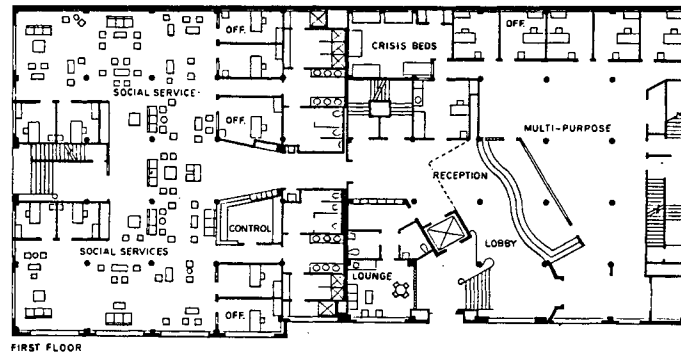 OFF.
OFF.
CRISIS BEDS
SOCIAL SERVICE
OFF.
MULTI-PURPOSE
RECEPTION
CONTROL
LOBBY
SOCIAL SERVICES
LOUNGE
OFF.
FIRST FLOOR